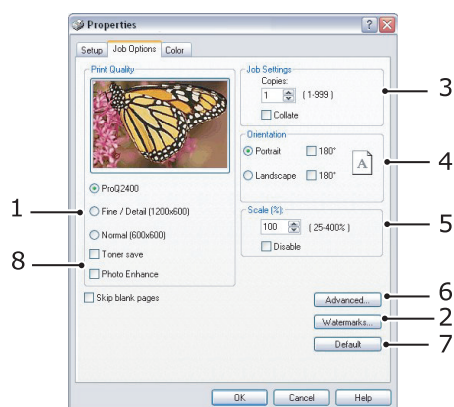 Properties
Setup Job Options Color
Print Quality
ProQ2400
Fine / Detail (1200x600)
Normal (600x600)
Toner save
Photo Enhance
Skip blank pages
Job Settings
Copies:
1 ( 1-999 )
Collate
Orientation
Portrait 180°
Landscape 180°
A
Scale (%):
100 ( 25-400% )
Disable
Advanced...
Watermarks...
Default
OK Cancel Help
1
8
3
4
5
6
2
7